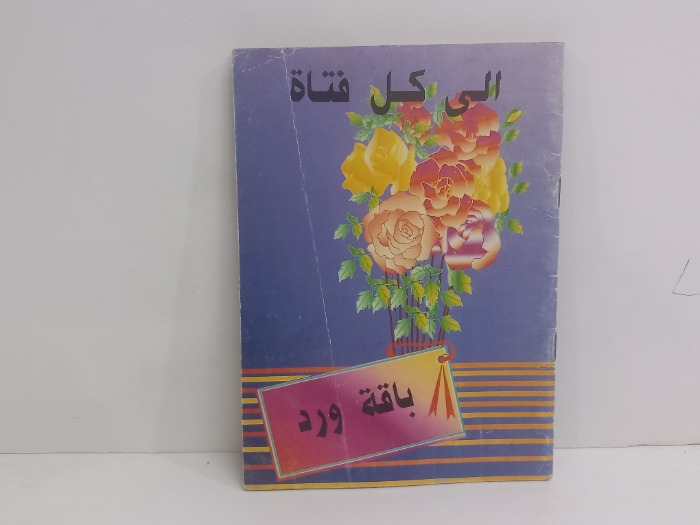 الى كل فتاة
باقة ورد